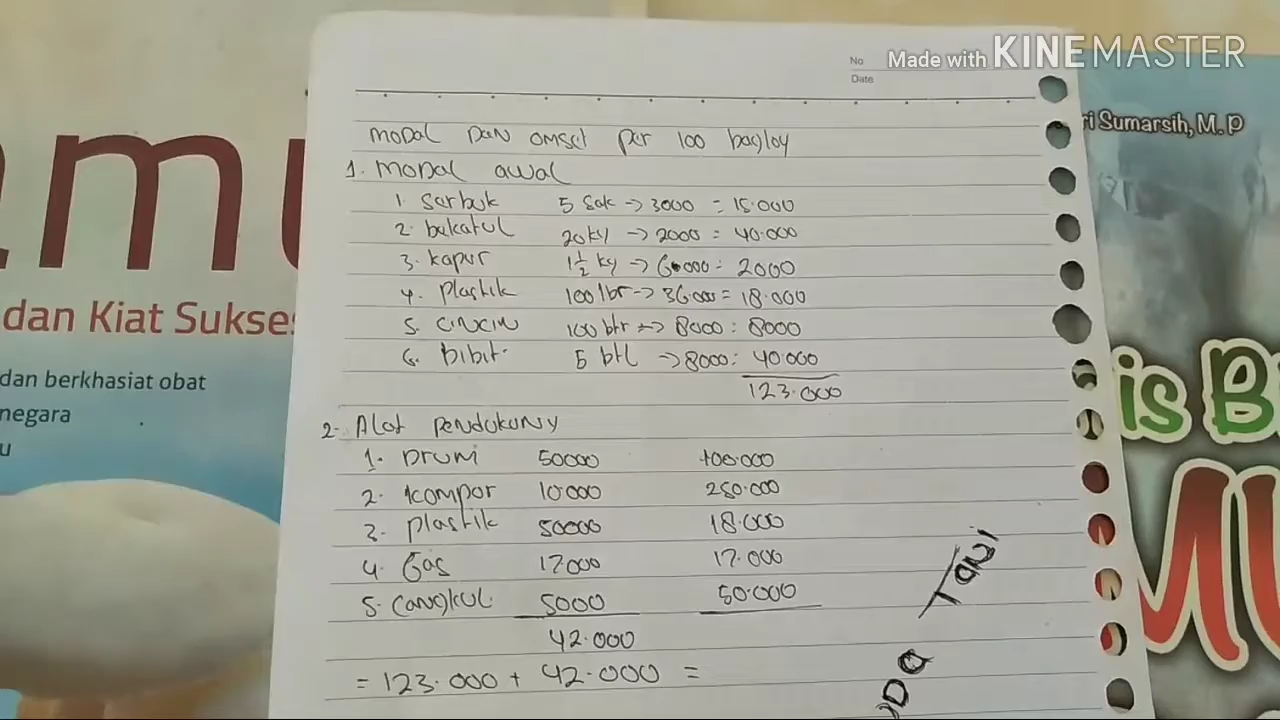 Made with KINEMASTER
No
Date
ri Sumarsih, M.P
amu
dan Kiat Sukses
dan berkhasiat obat
negara
u
is B
MU
Modal Dan omset per 100 baglog
1. Modal awal
1. Serbuk 5 Sak → 3000 = 15.000
2. bekatul 20 kg → 2000 = 40.000
3. kapur 1½ kg → 6000 = 2000
4. Plastik 100 lbr → 36.000 = 18.000
5. CINCIN 100 btr → 8000 = 8000
6. Bibit 5 btl → 8000 = 40.000
123.000
2. Alat Pendukung
1. Drum 50000 100.000
2. Kompor 10.000 250.000
3. Plastik 50000 18.000
4. Gas 17000 17.000
5. Cangkul 5000 50.000
42.000
= 123.000 + 42.000 =
TANI